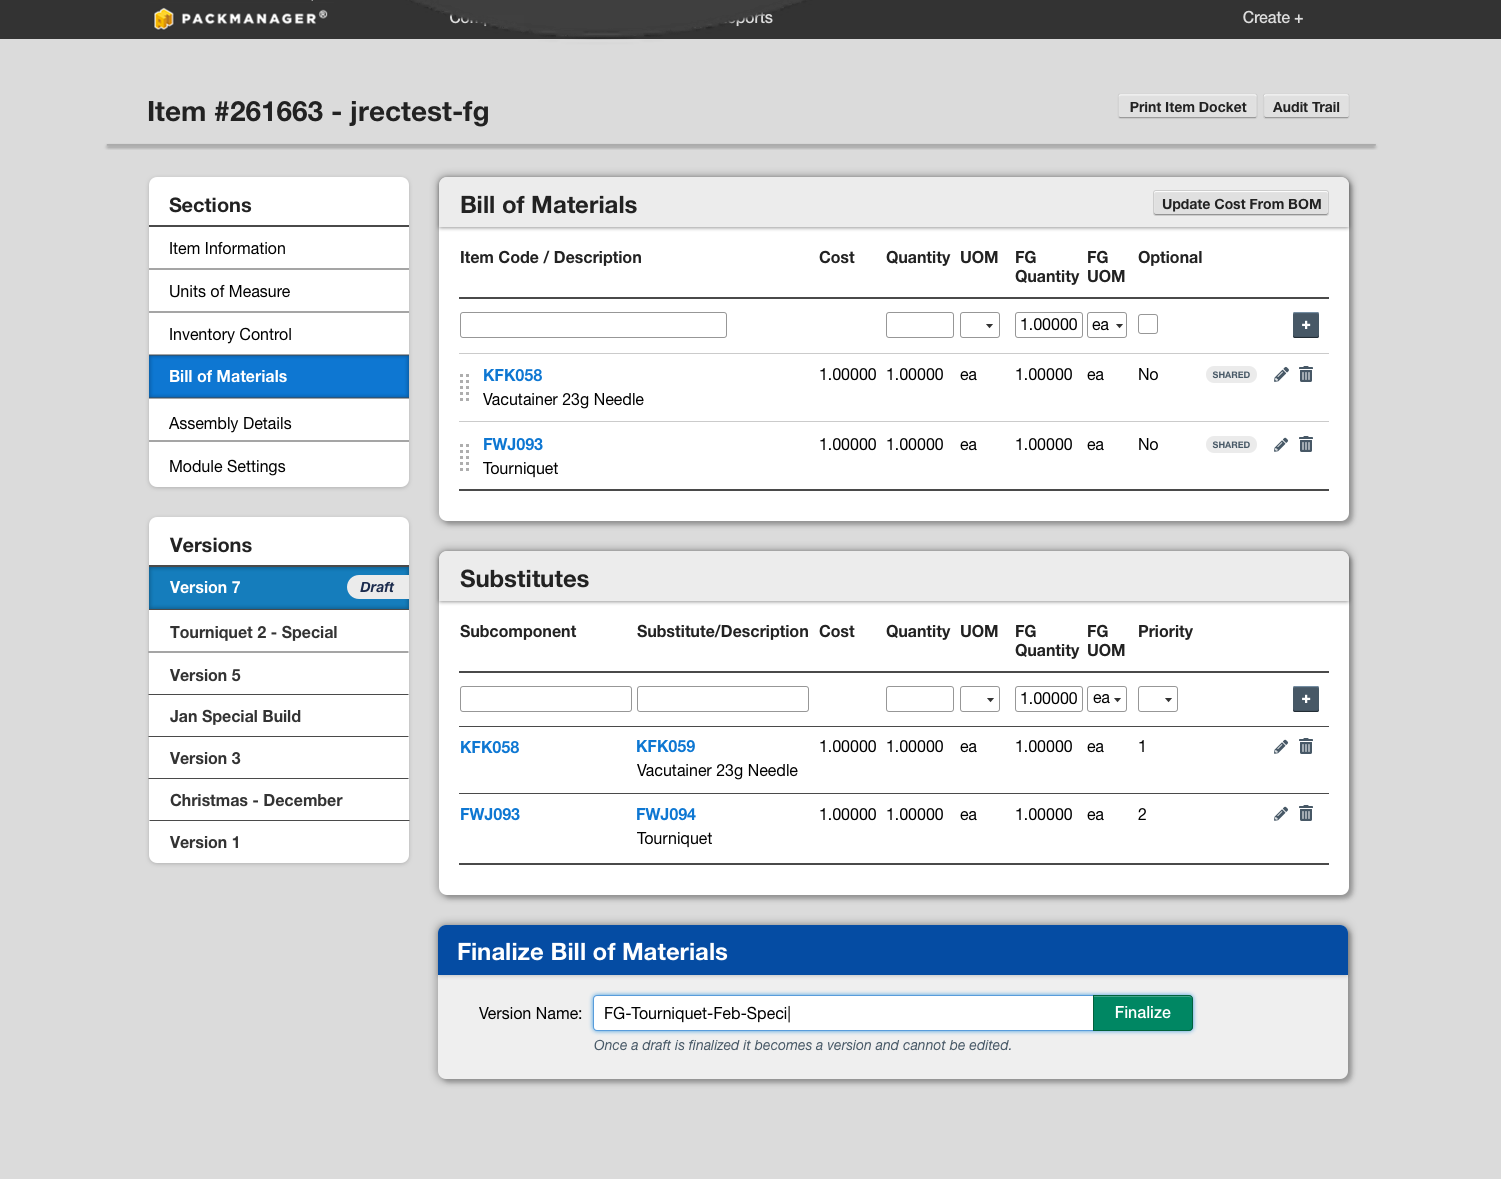 PACKMANAGER®
Create +
Item #261663 - jrectest-fg
Print Item Docket
Audit Trail
Sections
Item Information
Units of Measure
Inventory Control
Bill of Materials
Assembly Details
Module Settings
Versions
Version 7 Draft
Tourniquet 2 - Special
Version 5
Jan Special Build
Version 3
Christmas - December
Version 1
Bill of Materials
Update Cost From BOM
Item Code / Description Cost Quantity UOM FG Quantity FG UOM Optional
1.00000 ea +
KFK058 1.00000 1.00000 ea 1.00000 ea No SHARED
Vacutainer 23g Needle
FWJ093 1.00000 1.00000 ea 1.00000 ea No SHARED
Tourniquet
Substitutes
Subcomponent Substitute/Description Cost Quantity UOM FG Quantity FG UOM Priority
1.00000 ea +
KFK058 KFK059 1.00000 1.00000 ea 1.00000 ea 1
Vacutainer 23g Needle
FWJ093 FWJ094 1.00000 1.00000 ea 1.00000 ea 2
Tourniquet
Finalize Bill of Materials
Version Name: FG-Tourniquet-Feb-Speci Finalize
Once a draft is finalized it becomes a version and cannot be edited.